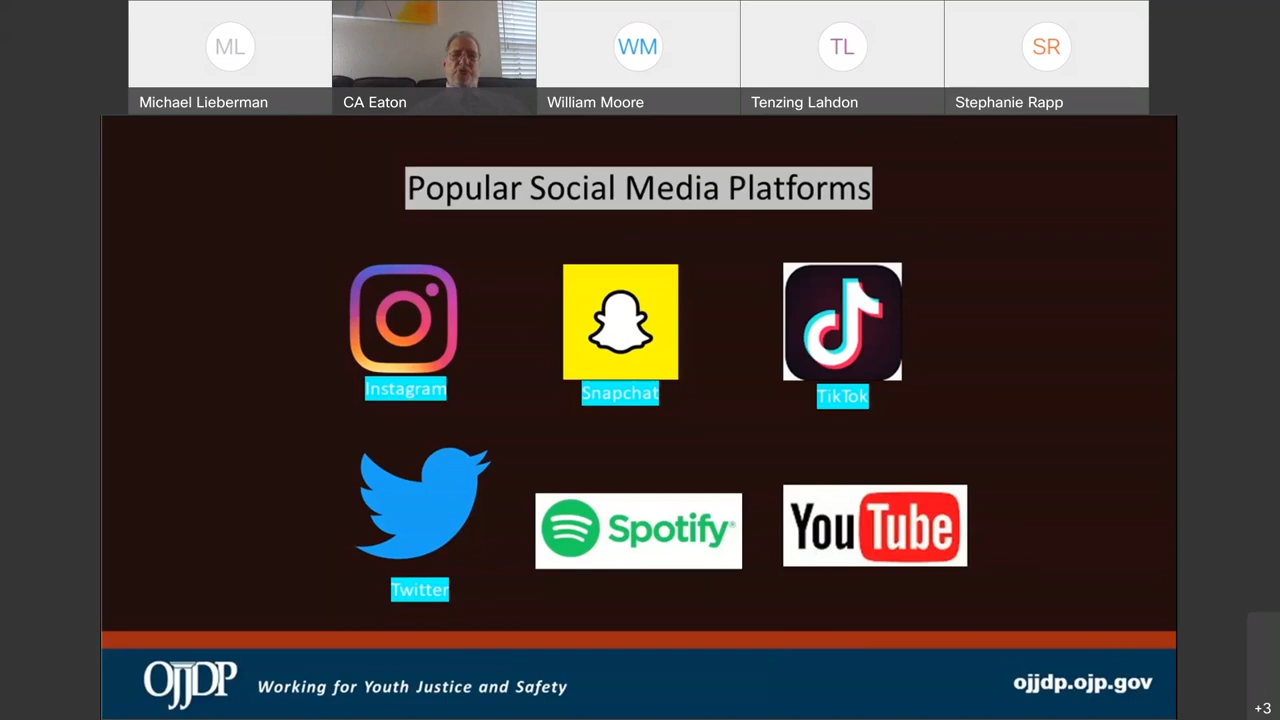 ML
WM
TL
SR
Michael Lieberman
CA Eaton
William Moore
Tenzing Lahdon
Stephanie Rapp
Popular Social Media Platforms
Instagram
Snapchat
TikTok
Twitter
Spotify®
YouTube
OJJDP
Working for Youth Justice and Safety
ojjdp.ojp.gov
+3